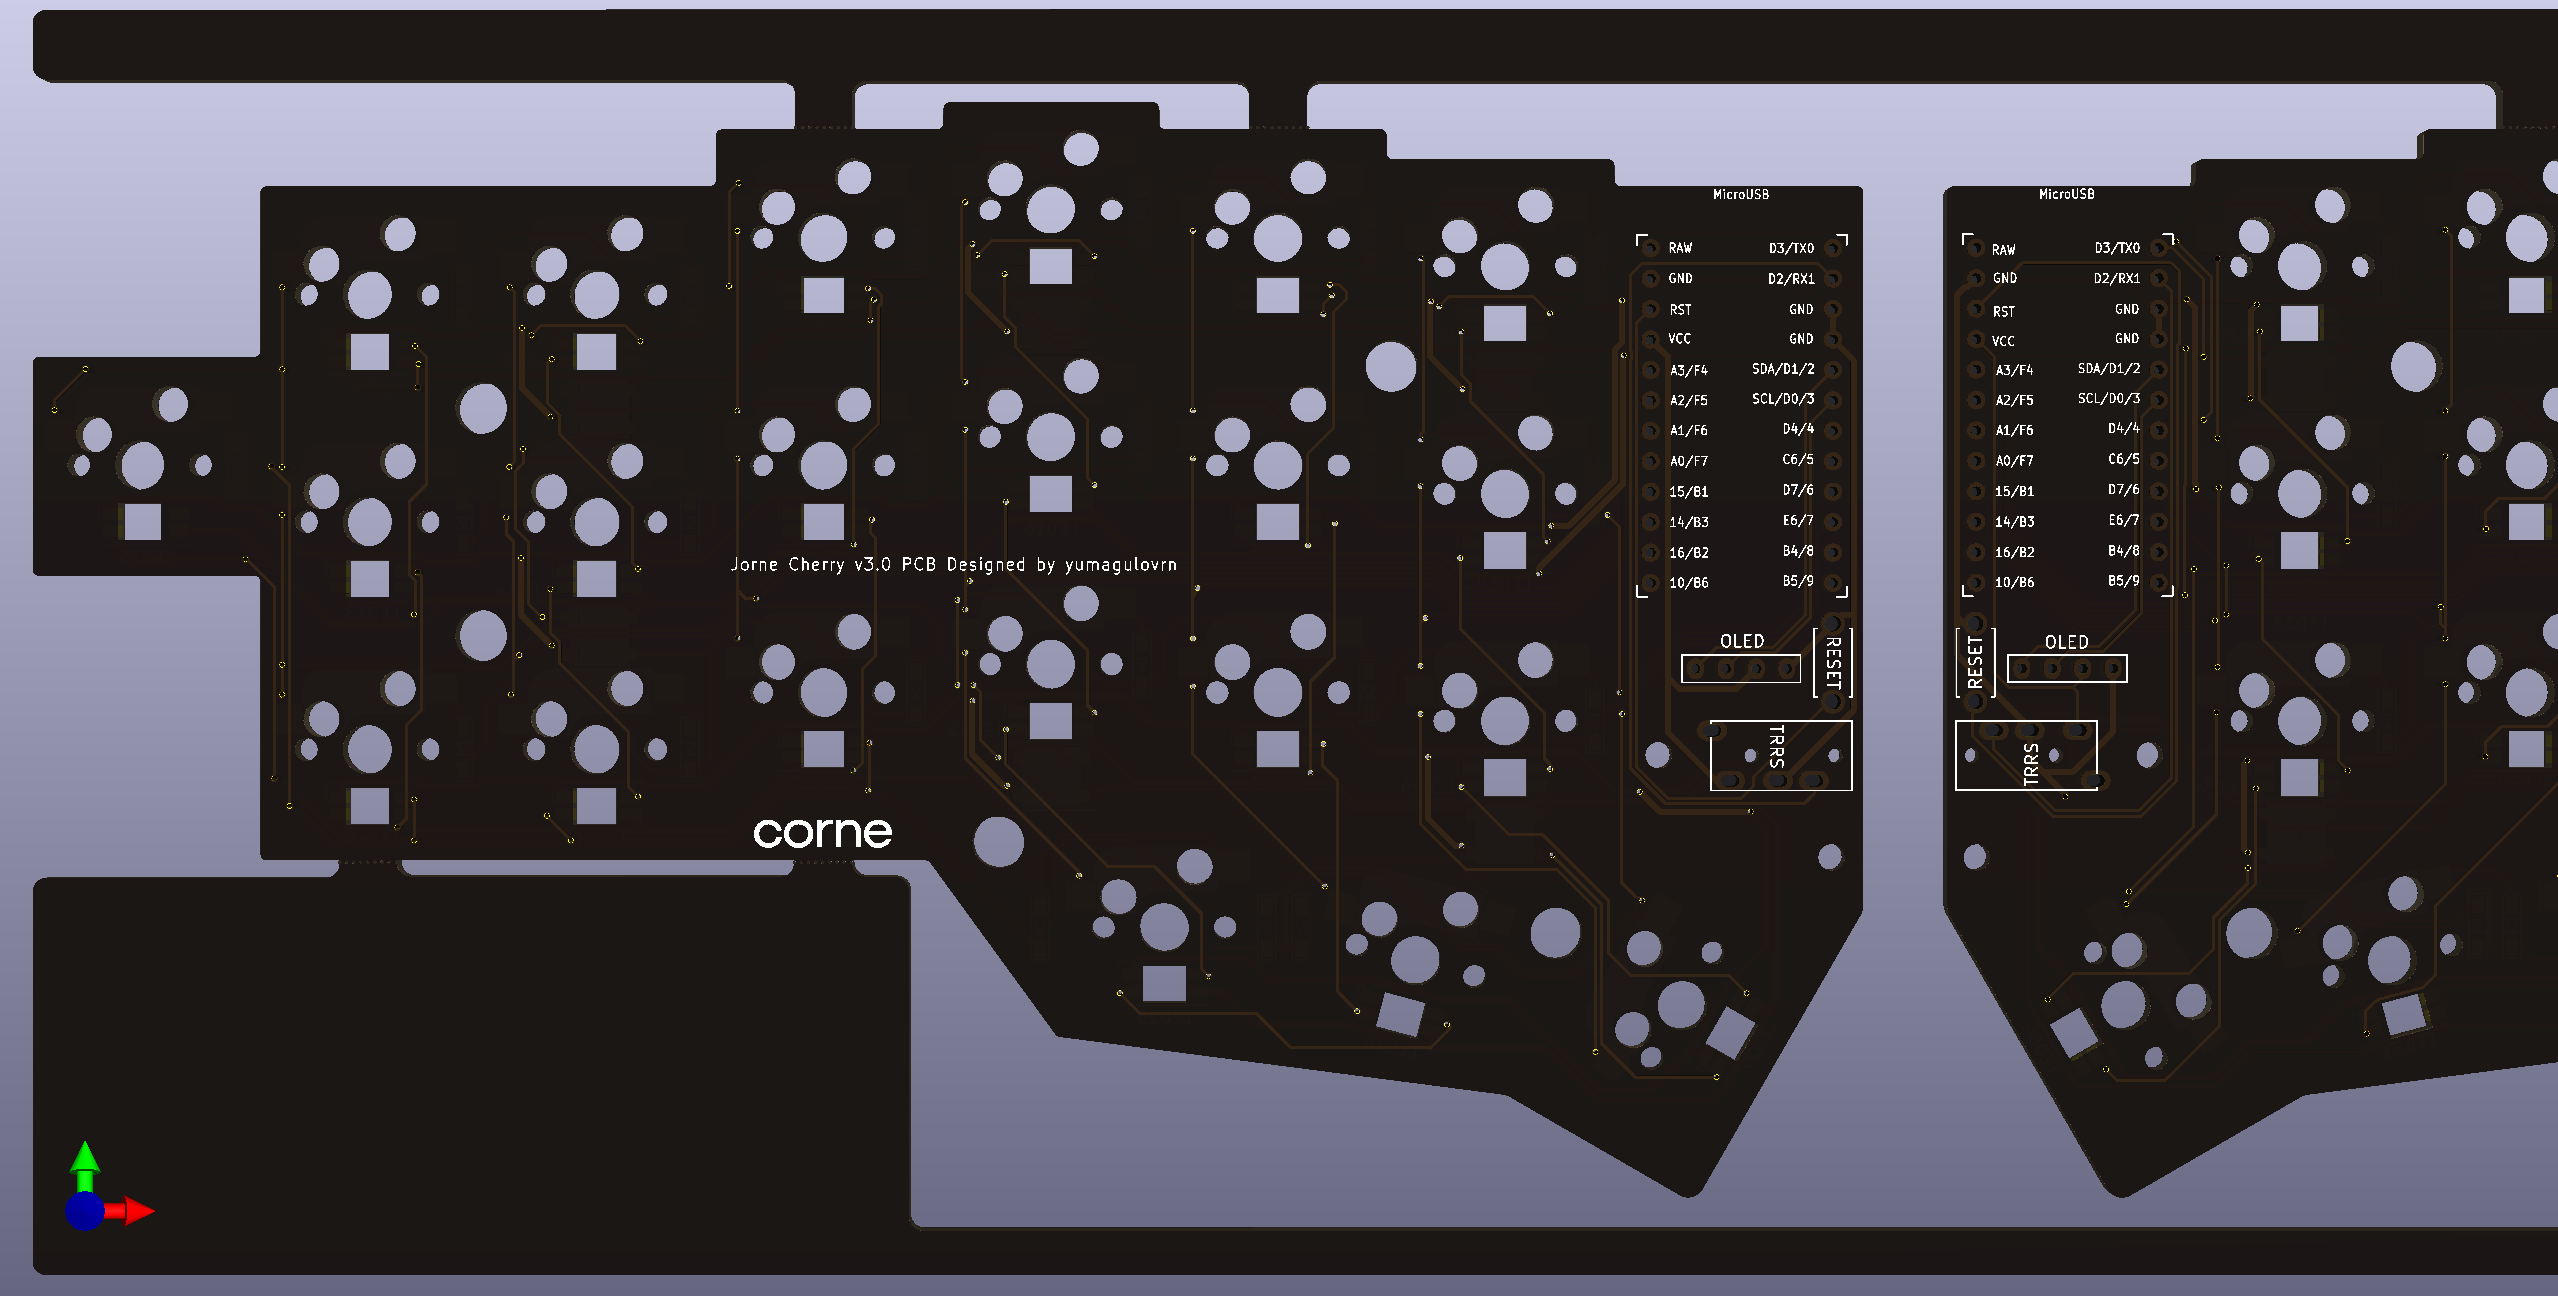 MicroUSB
RAW D3/TX0
GND D2/RX1
RST GND
VCC GND
A3/F4 SDA/D1/2
A2/F5 SCL/D0/3
A1/F6 D4/4
A0/F7 C6/5
15/B1 D7/6
14/B3 E6/7
16/B2 B4/8
10/B6 B5/9
OLED
RESET
TRRS
Jorne Cherry v3.0 PCB Designed by yumagulovrn
corne
MicroUSB
RAW D3/TX0
GND D2/RX1
RST GND
VCC GND
A3/F4 SDA/D1/2
A2/F5 SCL/D0/3
A1/F6 D4/4
A0/F7 C6/5
15/B1 D7/6
14/B3 E6/7
16/B2 B4/8
10/B6 B5/9
RESET
OLED
TRRS